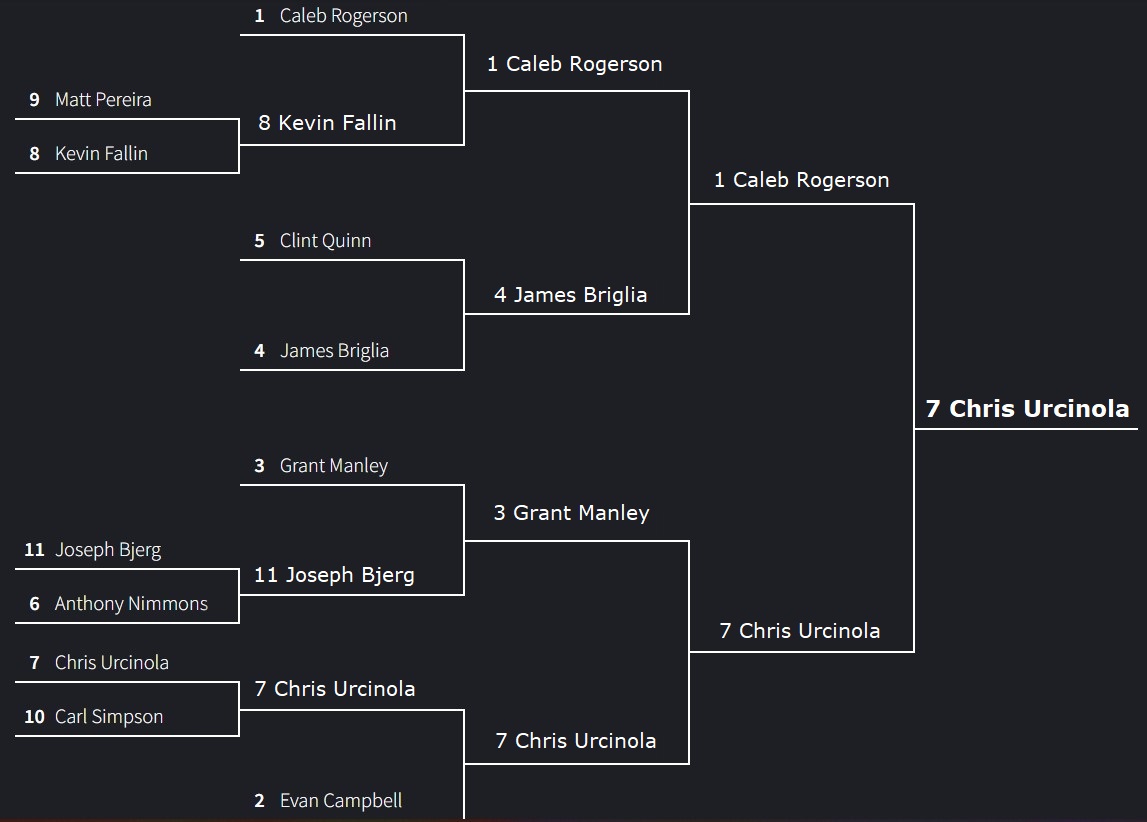 1 Caleb Rogerson
1 Caleb Rogerson
9 Matt Pereira
8 Kevin Fallin
8 Kevin Fallin
1 Caleb Rogerson
5 Clint Quinn
4 James Briglia
4 James Briglia
7 Chris Urcinola
3 Grant Manley
3 Grant Manley
11 Joseph Bjerg
11 Joseph Bjerg
6 Anthony Nimmons
7 Chris Urcinola
7 Chris Urcinola
7 Chris Urcinola
10 Carl Simpson
7 Chris Urcinola
2 Evan Campbell